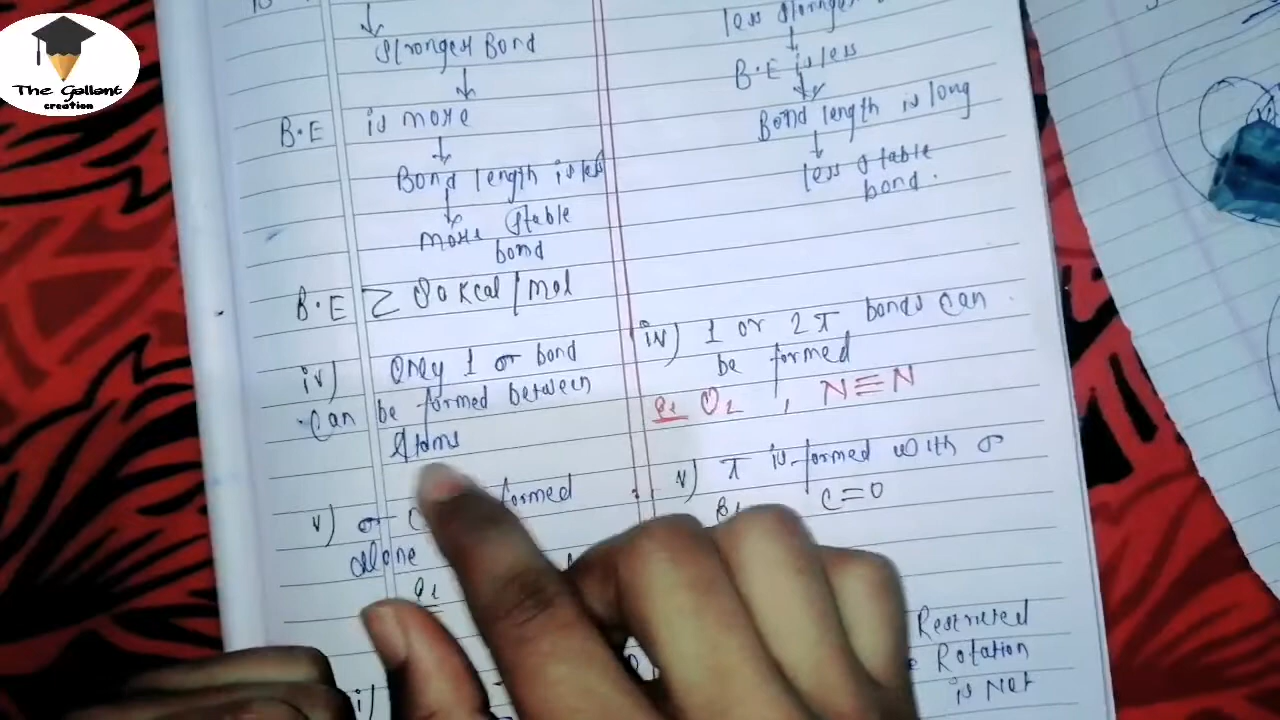 The Gallant
creation
Strongest Bond
B.E is more
Bond length is less
more stable
bond
B.E ≥ 80 Kcal/mol
iv) Only 1 σ bond
can be formed between
Atoms
v) σ formed
alone
eg
less stronger
B.E is less
Bond length is long
less stable
bond.
iv) 1 or 2 π bonds can
be formed
eg O2 , N≡N
v) π is formed with σ
C=O
Restricted
Rotation
is Not